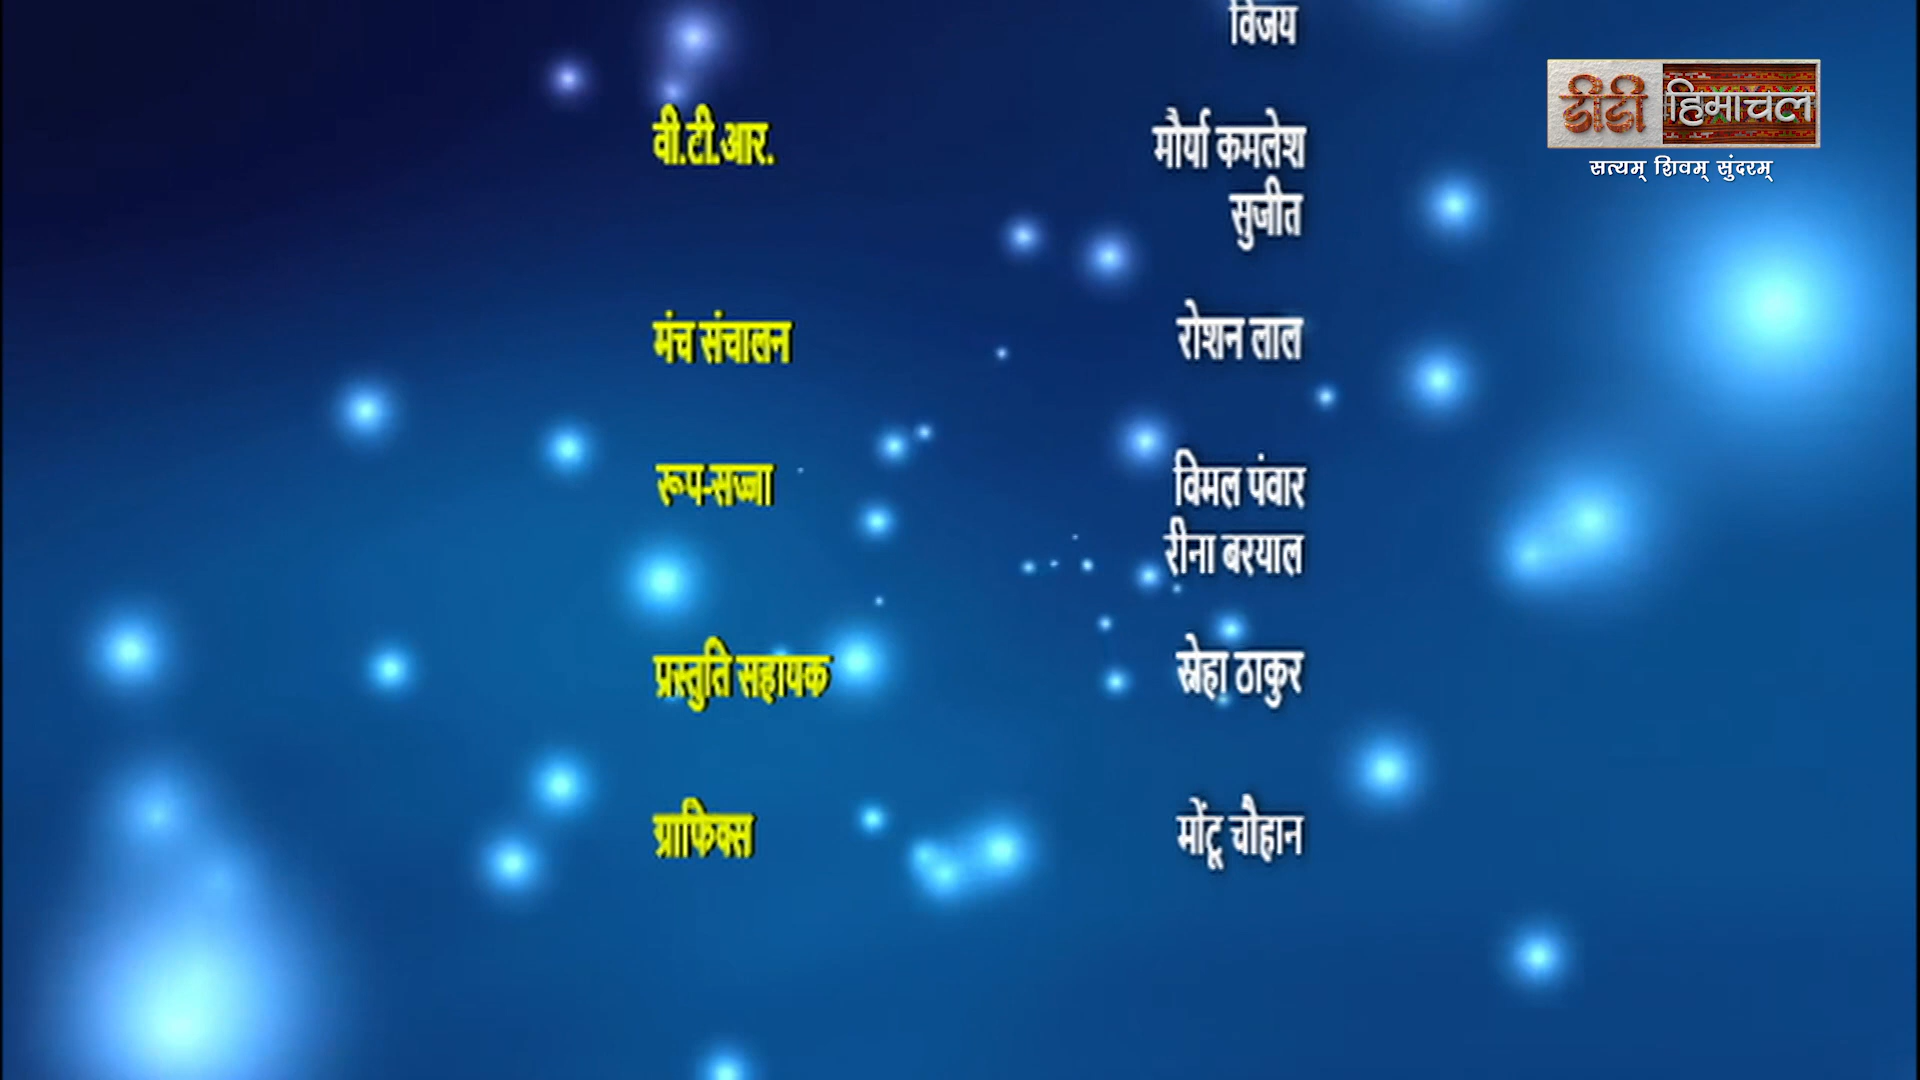 विजय
डीडी हिमाचल
सत्यम् शिवम् सुंदरम्
वी.टी.आर. मौर्या कमलेश
सुजीत
मंच संचालन रोशन लाल
रूप-सज्जा विमल पंवार
रीना बरयाल
प्रस्तुति सहायक स्नेहा ठाकुर
ग्राफिक्स मोंटू चौहान